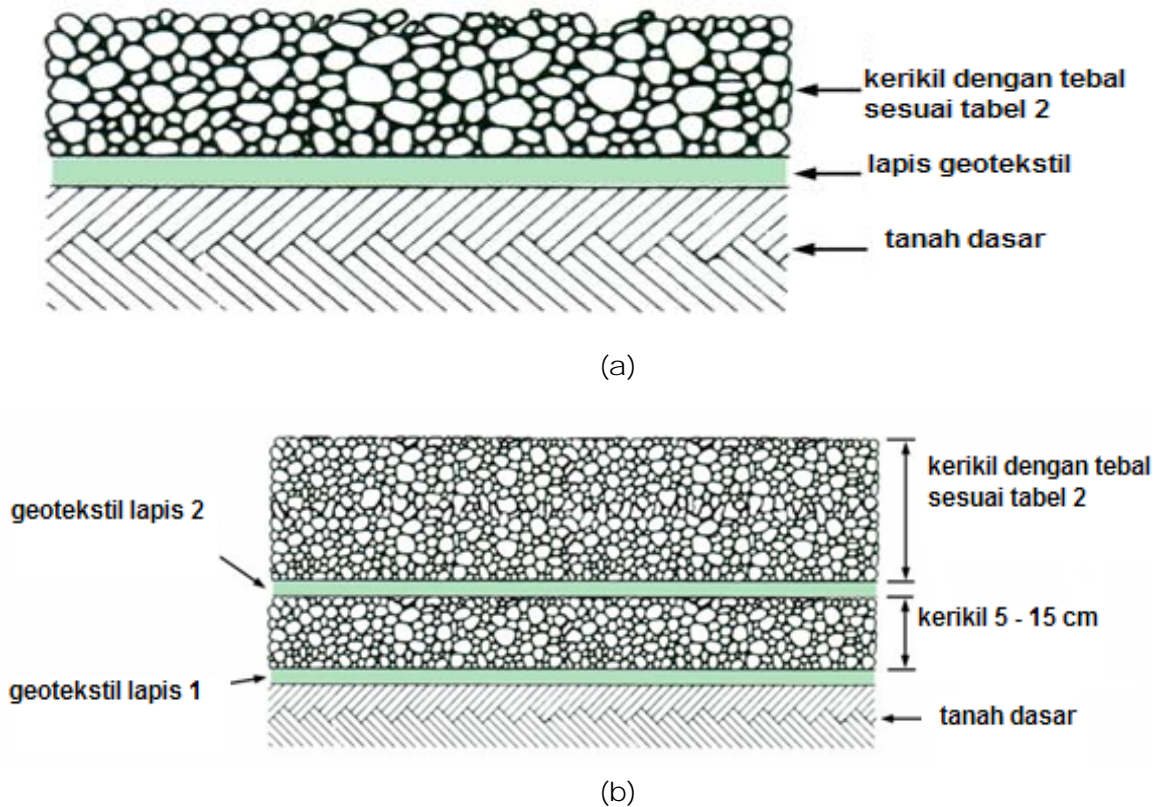 kerikil dengan tebal
sesuai tabel 2
lapis geotekstil
tanah dasar
(a)
geotekstil lapis 2
kerikil dengan tebal
sesuai tabel 2
kerikil 5 - 15 cm
geotekstil lapis 1
tanah dasar
(b)